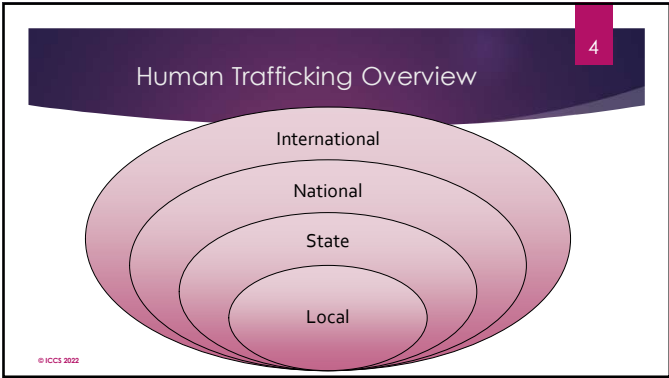 4
Human Trafficking Overview
International
National
State
Local
© ICCS 2022